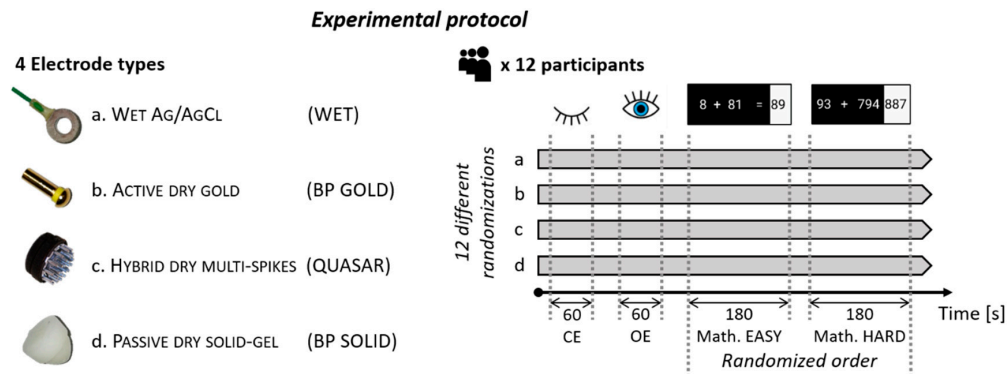 Experimental protocol
4 Electrode types
a. WET AG/AGCL (WET)
b. ACTIVE DRY GOLD (BP GOLD)
c. HYBRID DRY MULTI-SPIKES (QUASAR)
d. PASSIVE DRY SOLID-GEL (BP SOLID)
x 12 participants
8 + 81 = 89
93 + 794 887
12 different
randomizations
a
b
c
d
60 60 180 180 Time [s]
CE OE Math. EASY Math. HARD
Randomized order